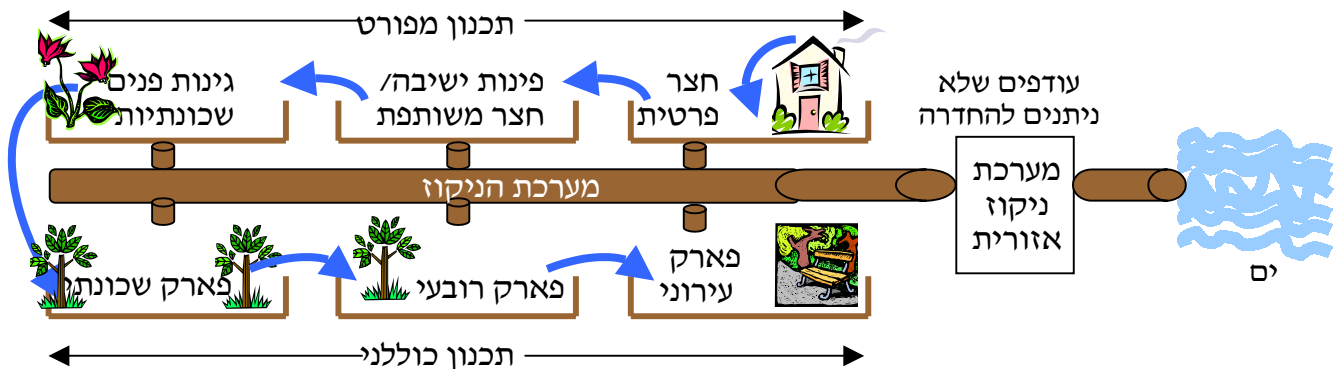 תכנון מפורט
חצר
פרטית
פינות ישיבה/
חצר משותפת
גינות פנים
שכונתיות
עודפים שלא
ניתנים להחדרה
מערכת הניקוז
מערכת
ניקוז
אזורית
ים
פארק שכונתי
פארק רובעי
פארק
עירוני
תכנון כוללני